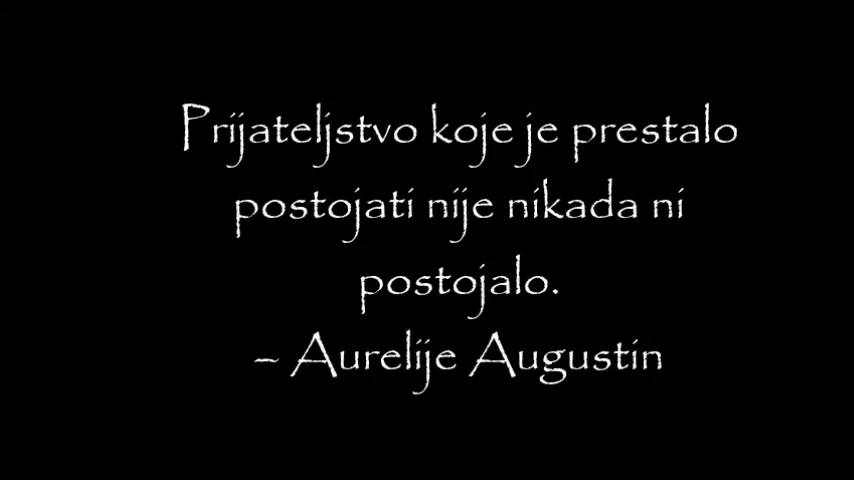 Prijateljstvo koje je prestalo
postojati nije nikada ni
postojalo.
– Aurelije Augustin